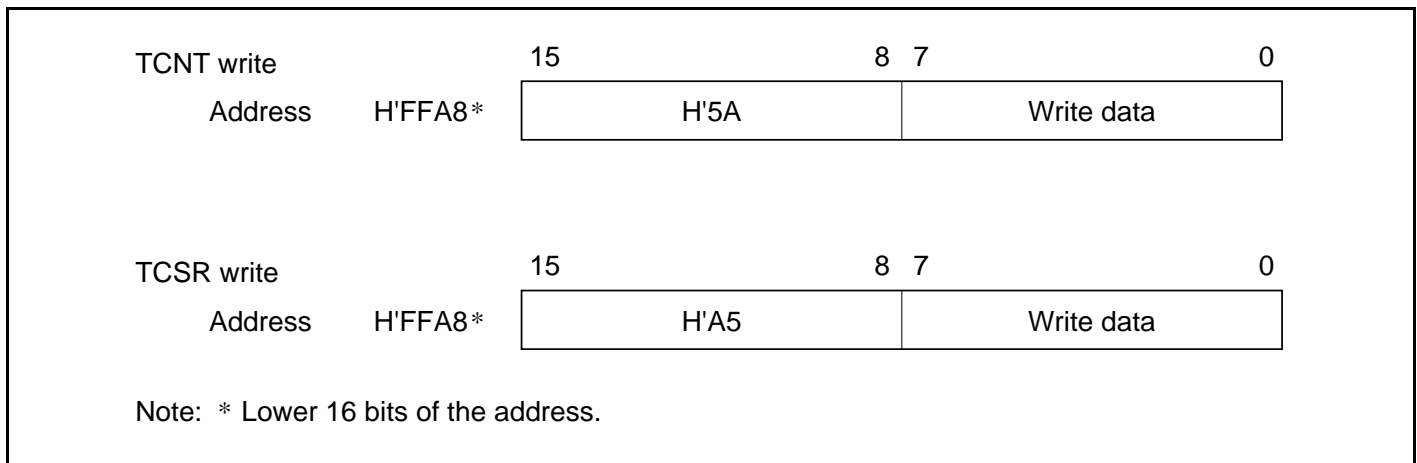 TCNT write 15 8 7 0
Address H'FFA8* H'5A Write data
TCSR write 15 8 7 0
Address H'FFA8* H'A5 Write data
Note: * Lower 16 bits of the address.